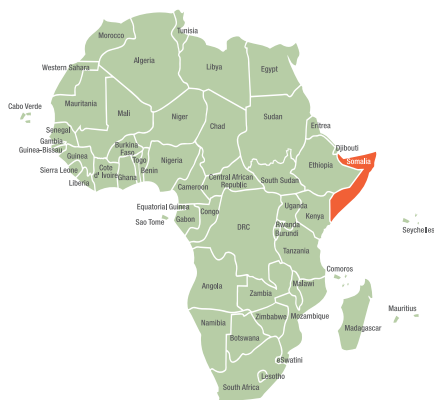 Tunisia
Morocco
Algeria
Libya
Egypt
Western Sahara
Mauritania
Mali
Niger
Chad
Sudan
Eritrea
Cabo Verde
Senegal
Gambia
Guinea-Bissau
Guinea
Sierra Leone
Liberia
Cote
d' Ivoire
Burkina
Faso
Ghana
Togo
Benin
Nigeria
Cameroon
Central African
Republic
South Sudan
Ethiopia
Djibouti
Somalia
Equatorial Guinea
Sao Tome
Gabon
Congo
DRC
Uganda
Kenya
Rwanda
Burundi
Tanzania
Seychelles
Comoros
Angola
Zambia
Malawi
Mozambique
Zimbabwe
Namibia
Botswana
Madagascar
Mauritius
eSwatini
Lesotho
South Africa